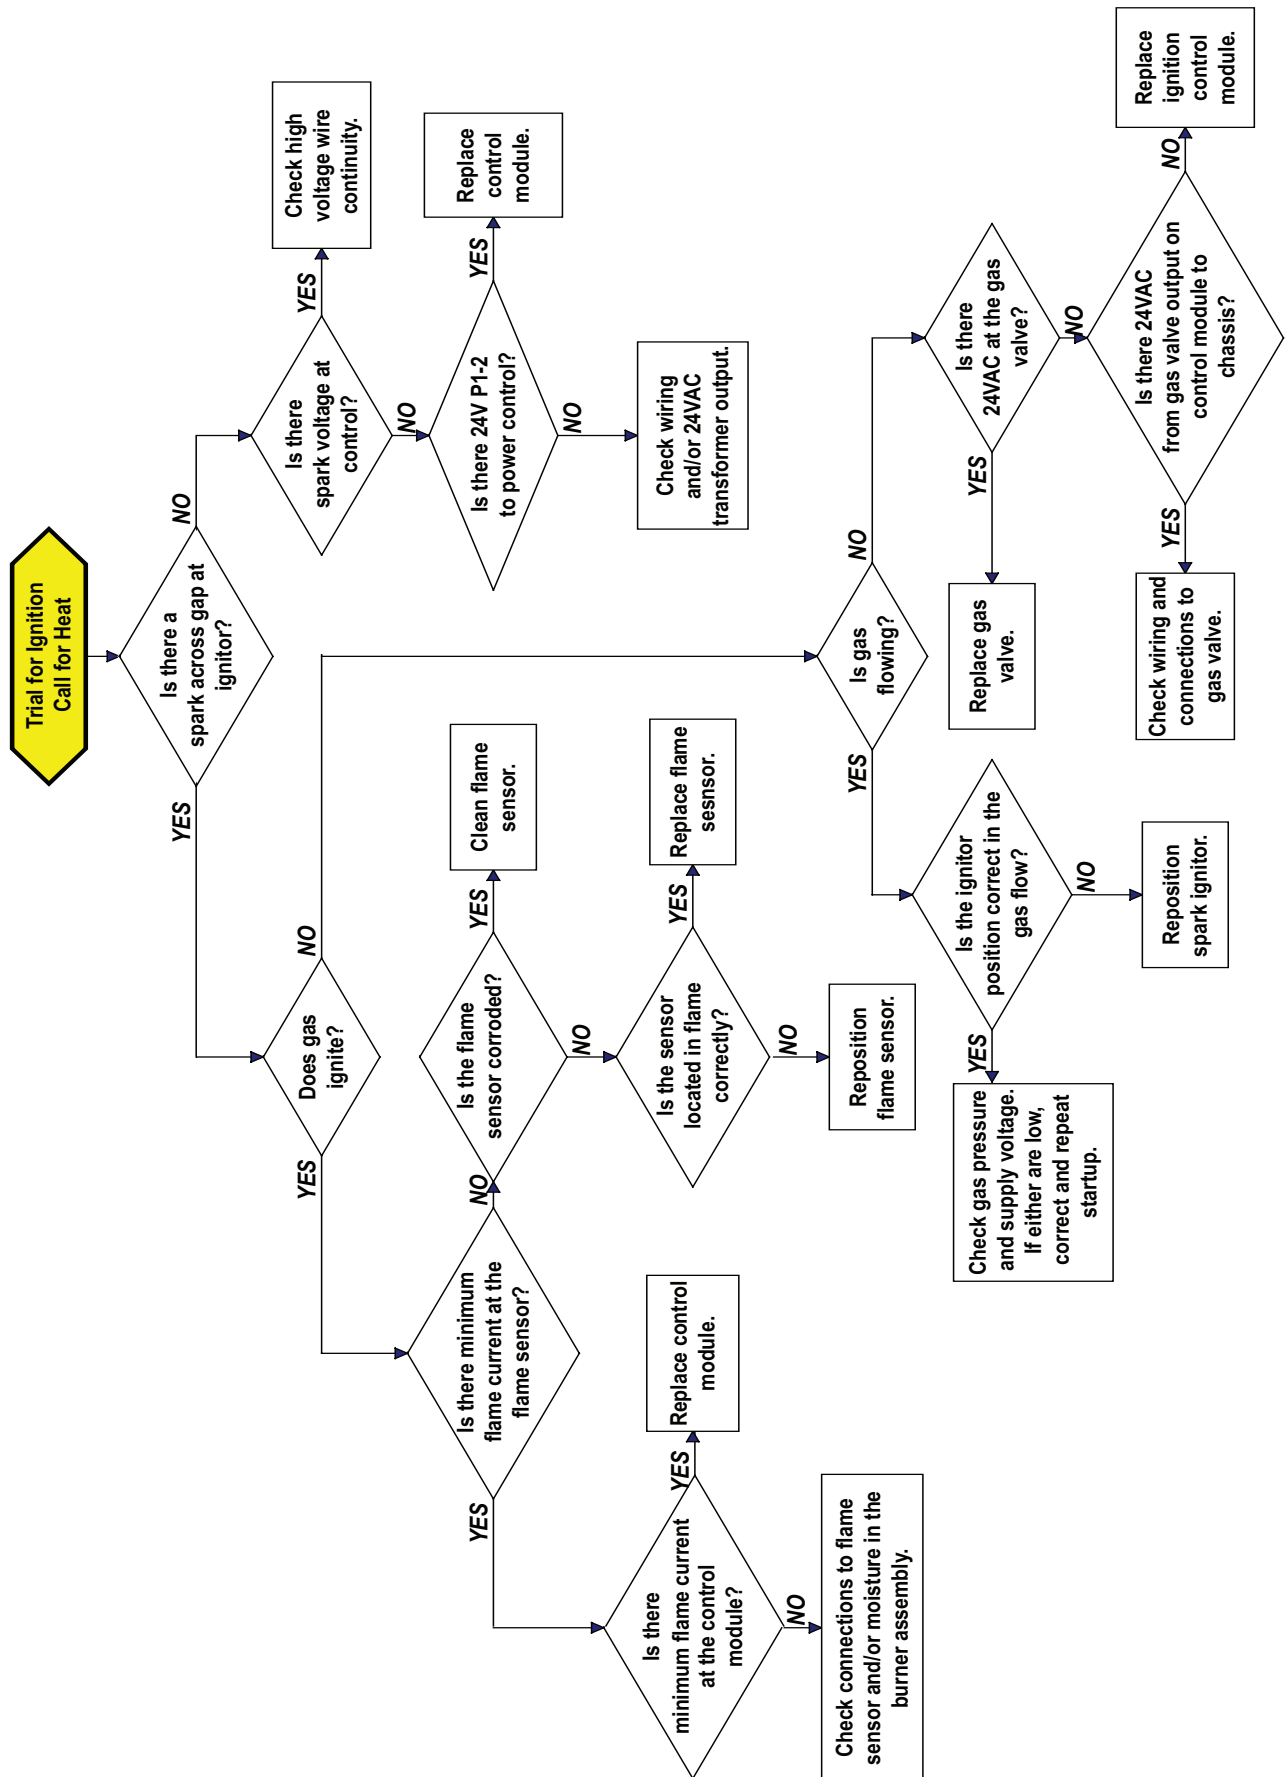 Trial for Ignition
Call for Heat
Is there a
spark across gap at
ignitor?
YES
NO
Does gas
ignite?
YES
NO
Is there
spark voltage at
control?
YES
Check high
voltage wire
continuity.
NO
Is there 24V P1-2
to power control?
YES
Replace
control
module.
NO
Check wiring
and/or 24VAC
transformer output.
Is there minimum
flame current at the
flame sensor?
YES
NO
Is the flame
sensor corroded?
YES
Clean flame
sensor.
NO
Is the sensor
located in flame
correctly?
YES
Replace flame
sesnsor.
NO
Reposition
flame sensor.
Is there
minimum flame current
at the control
module?
YES
Replace control
module.
NO
Check connections to flame
sensor and/or moisture in the
burner assembly.
Is gas
flowing?
YES
NO
Is the ignitor
position correct in the
gas flow?
YES
Check gas pressure
and supply voltage.
If either are low,
correct and repeat
startup.
NO
Reposition
spark ignitor.
Is there
24VAC at the gas
valve?
YES
Replace gas
valve.
NO
Is there 24VAC
from gas valve output on
control module to
chassis?
YES
Check wiring and
connections to
gas valve.
NO
Replace
ignition
control
module.